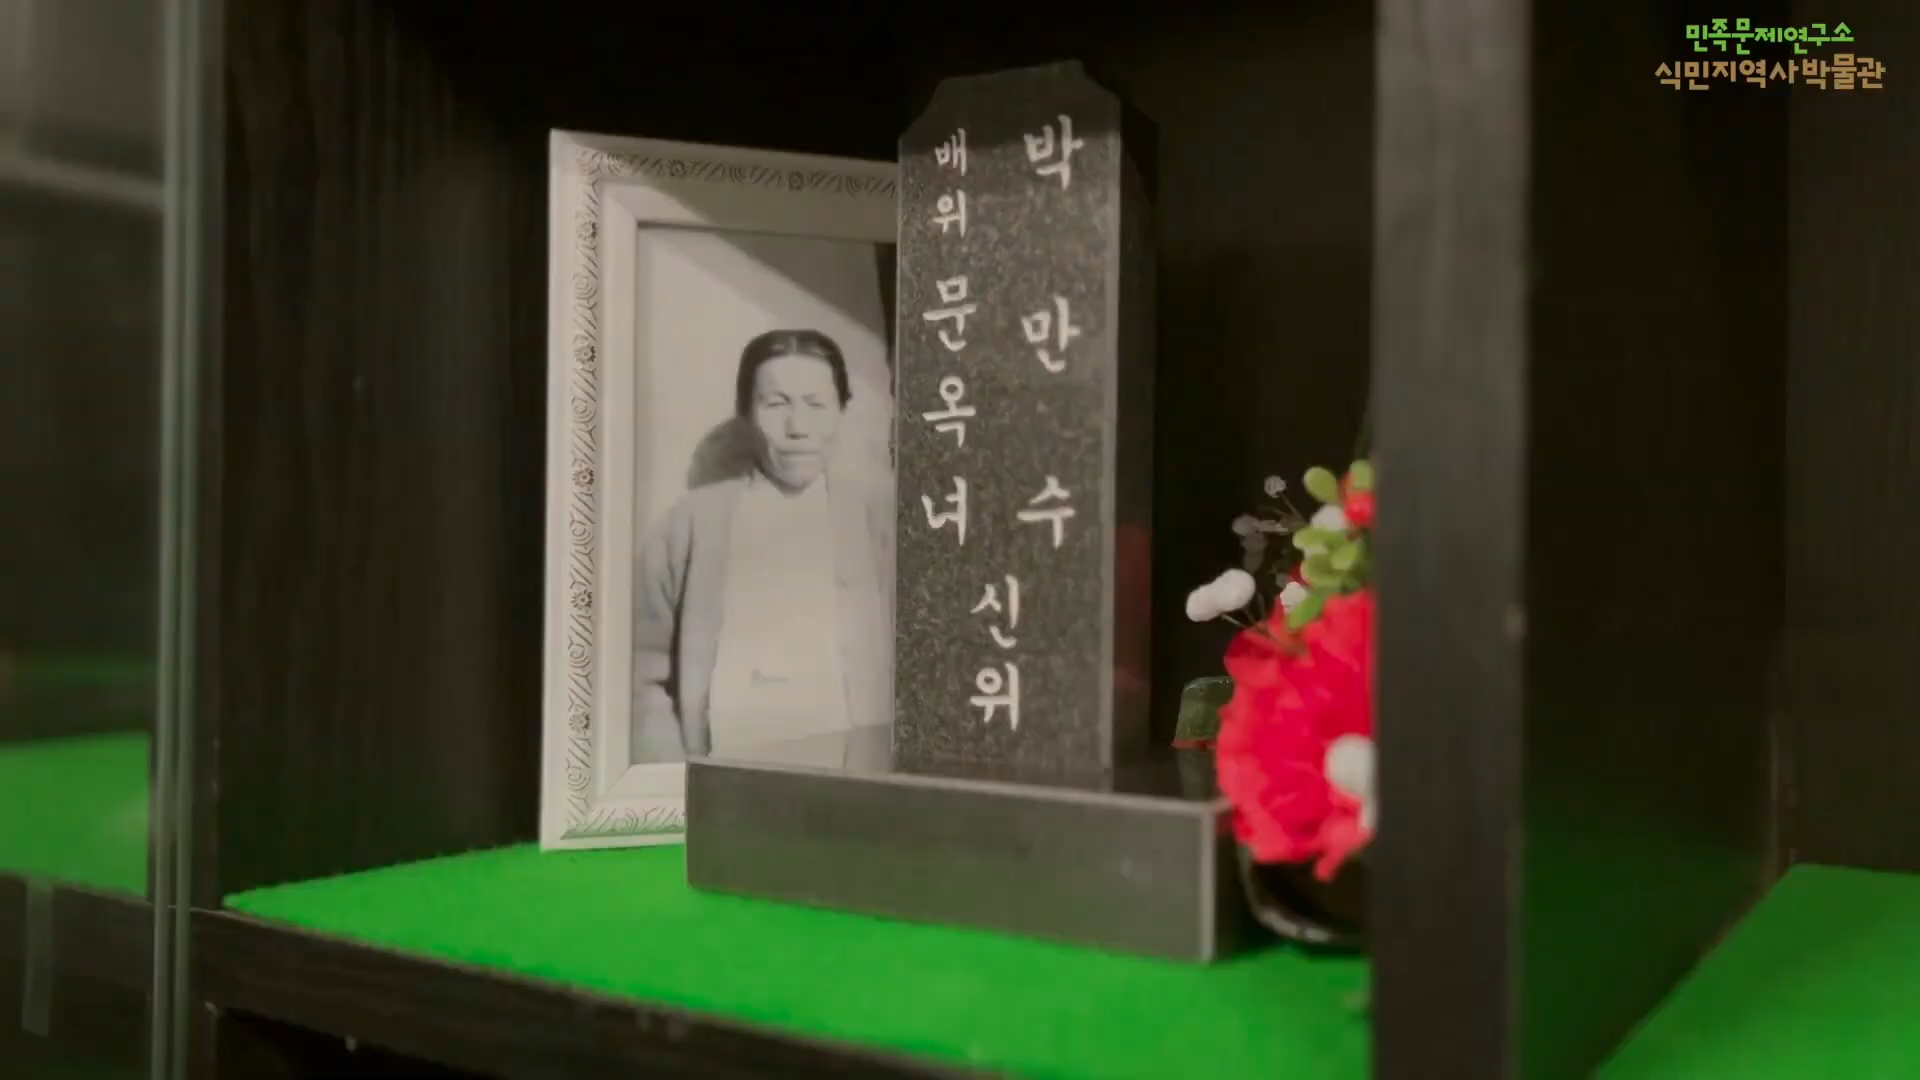 민족문제연구소
식민지역사박물관
박만수
배위 문옥녀
신위